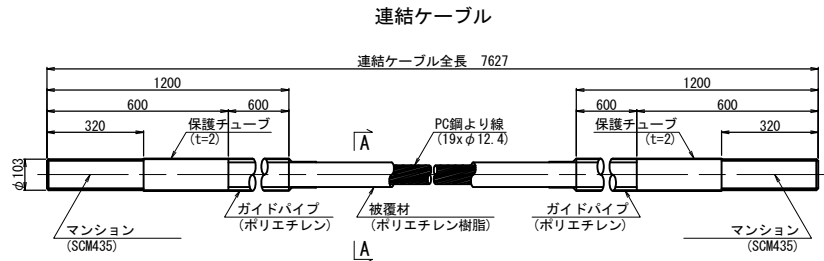 連結ケーブル
連結ケーブル全長 7627
1200 1200
600 600 600 600
320 保護チューブ (t=2) A PC鋼より線 (19xφ12.4) 保護チューブ (t=2) 320
φ103
マンション
(SCM435)
ガイドパイプ
(ポリエチレン)
被覆材
(ポリエチレン樹脂)
ガイドパイプ
(ポリエチレン)
マンション
(SCM435)
A